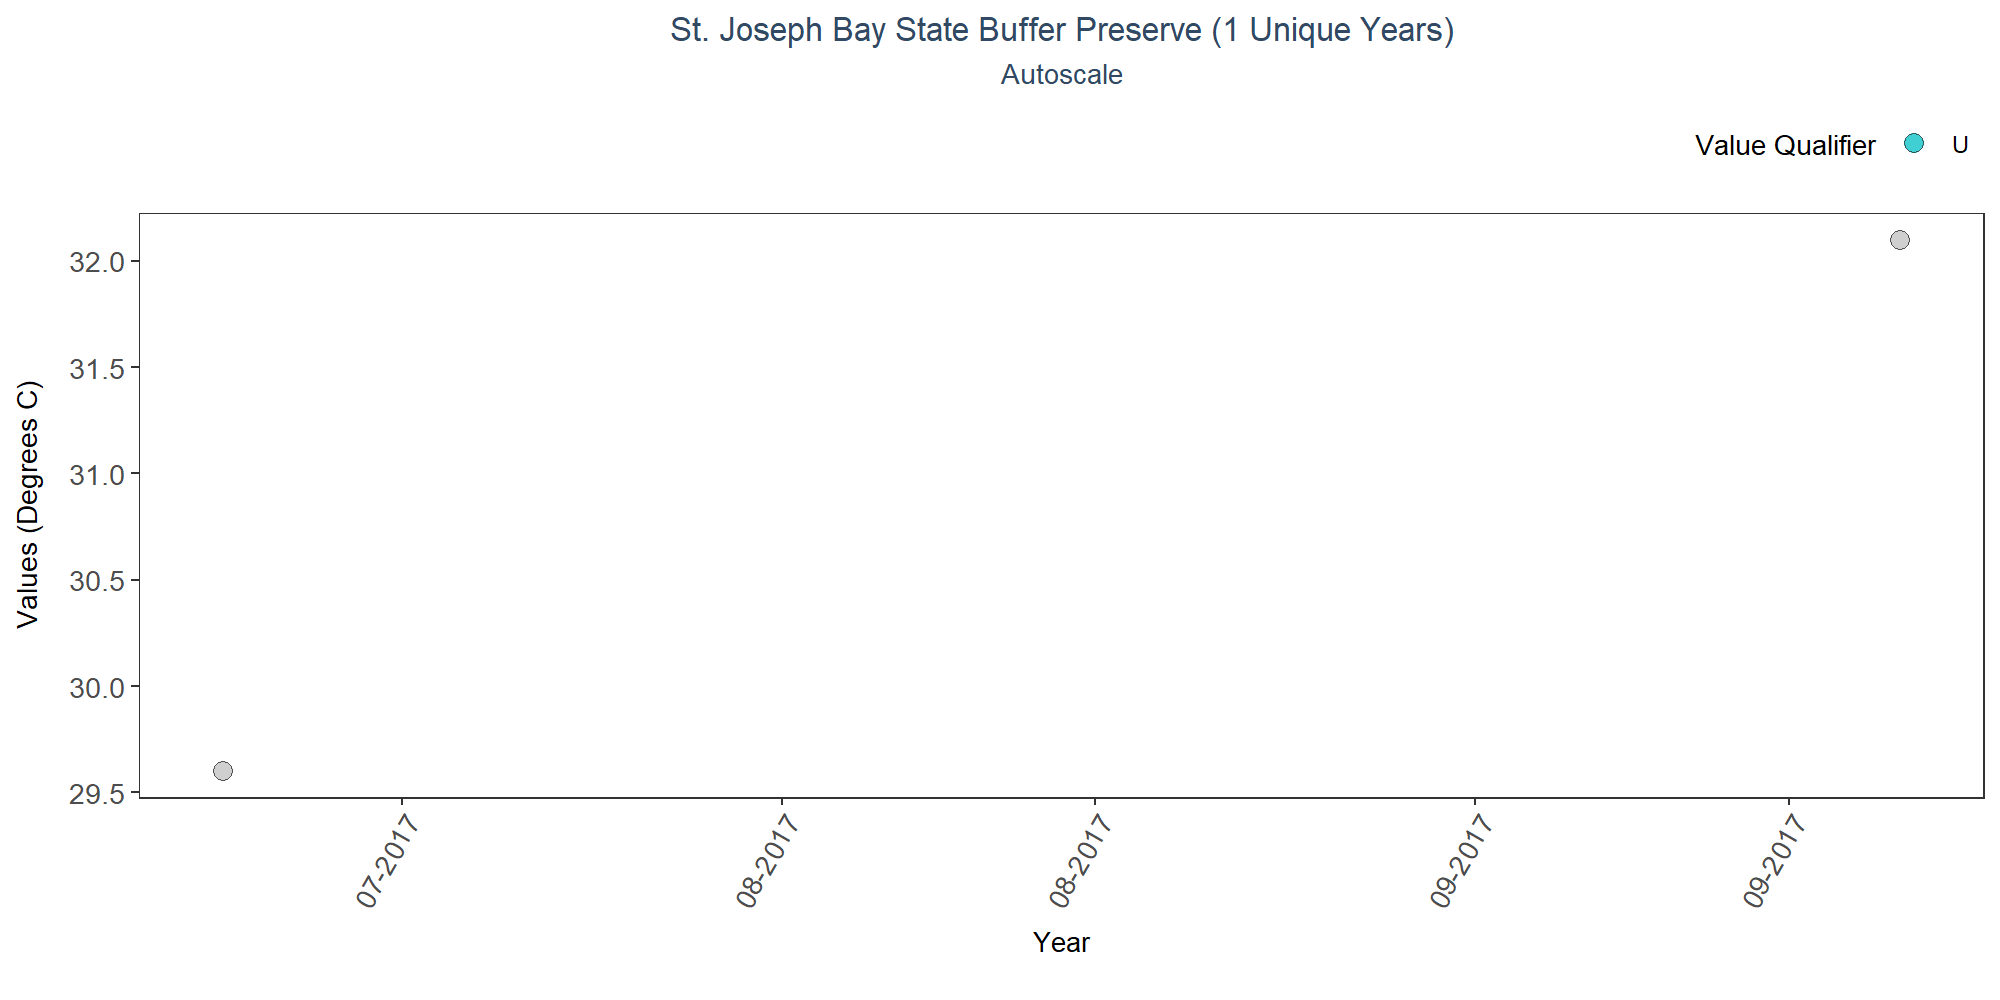 St. Joseph Bay State Buffer Preserve (1 Unique Years)
Autoscale
Value Qualifier U
32.0
31.5
31.0
30.5
30.0
29.5
Values (Degrees C)
07-2017
08-2017
08-2017
09-2017
09-2017
Year